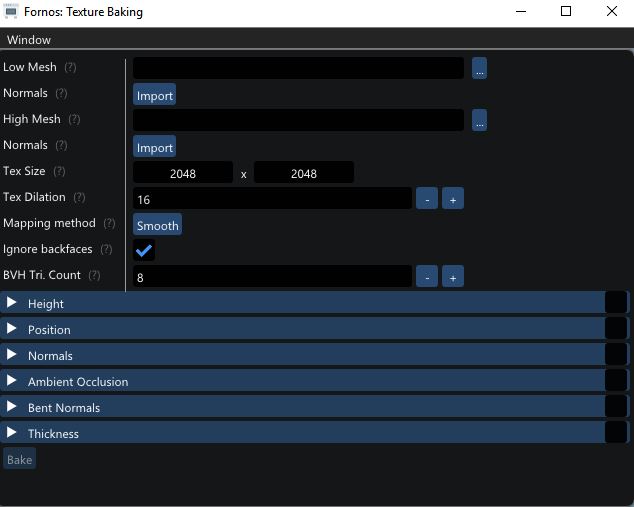 Fornos: Texture Baking
Window
Low Mesh (?) ...
Normals (?) Import
High Mesh (?) ...
Normals (?) Import
Tex Size (?) 2048 x 2048
Tex Dilation (?) 16 - +
Mapping method (?) Smooth
Ignore backfaces (?)
BVH Tri. Count (?) 8 - +
Height
Position
Normals
Ambient Occlusion
Bent Normals
Thickness
Bake